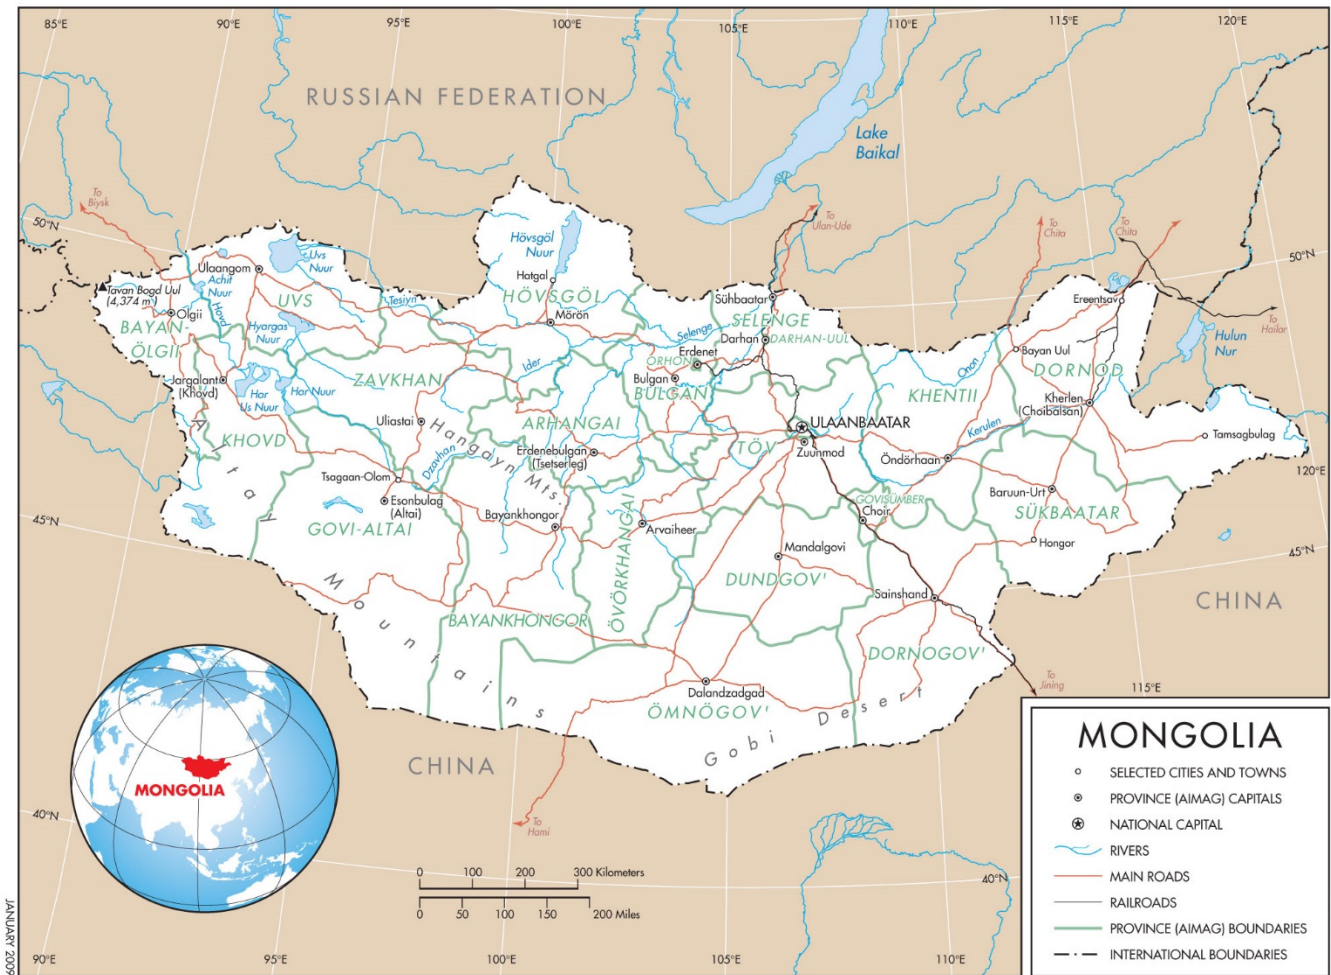 85°E
90°E
95°E
100°E
105°E
110°E
115°E
120°E
RUSSIAN FEDERATION
Lake
Baikal
To
Biysk
50°N
To
Ulan-Ude
To
Chita
To
Chita
50°N
Hövsgöl
Nuur
Uvs
Nuur
Ulaangom
Achit
Nuur
Hatgal
Tavan Bogd Uul
(4,374 m)
UVS
Tesiyn
HÖVSGÖL
Sühbaatar
Ereentsav
To
Hailar
Olgii
Hovd
Mörön
Selenge
SELENGE
BAYAN-
ÖLGII
Hyargas
Nuur
Darhan
DARHAN-UUL
Hulun
Nur
Erdenet
ORHON
Bayan Uul
Onon
Ider
DORNOD
Jargalant
(Khovd)
Har
Us Nuur
Har Nuur
ZAVKHAN
Bulgan
BULGAN
KHENTII
Kherlen
(Choibalsan)
Uliastai
ARHANGAI
ULAANBAATAR
Kerulen
Tamsagbulag
KHOVD
Hangayn Mts.
Erdenebulgan
(Tsetserleg)
TÖV
Zuunmod
Öndörhaan
120°E
Tsagaan-Olom
Dzavhan
Esonbulag
(Altai)
Baruun-Urt
GOVISUMBER
Choir
SÜKBAATAR
45°N
GOVI-ALTAI
Bayankhongor
Arvaiheer
Hongor
45°N
Mandalgovi
Altay Mountains
ÖVÖRKHANGAI
DUNDGOV'
Sainshand
CHINA
BAYANKHONGOR
DORNOGOV'
To
Jining
115°E
Dalandzadgad
ÖMNÖGOV'
Gobi Desert
CHINA
MONGOLIA
40°N
To
Hami
40°N
0 100 200 300 Kilometers
0 50 100 150 200 Miles
MONGOLIA
SELECTED CITIES AND TOWNS
PROVINCE (AIMAG) CAPITALS
NATIONAL CAPITAL
RIVERS
MAIN ROADS
RAILROADS
PROVINCE (AIMAG) BOUNDARIES
INTERNATIONAL BOUNDARIES
90°E
95°E
100°E
105°E
110°E
JANUARY 2009